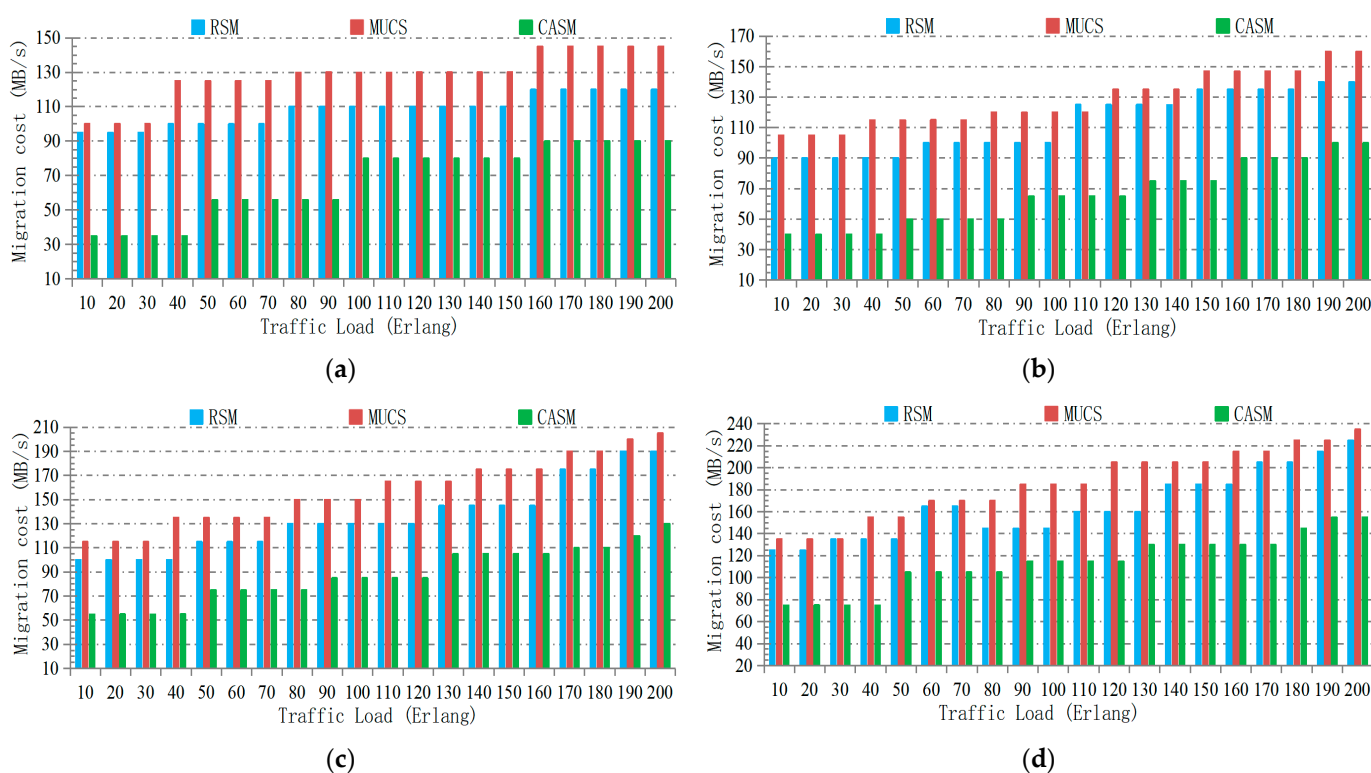 RSM MUCS CASM
Migration cost (MB/s)
150
130
110
90
70
50
30
10
10 20 30 40 50 60 70 80 90 100 110 120 130 140 150 160 170 180 190 200
Traffic Load (Erlang)
(a)
RSM MUCS CASM
Migration cost (MB/s)
170
150
130
110
90
70
50
30
10
10 20 30 40 50 60 70 80 90 100 110 120 130 140 150 160 170 180 190 200
Traffic Load (Erlang)
(b)
RSM MUCS CASM
Migration cost (MB/s)
210
190
170
150
130
110
90
70
50
30
10
10 20 30 40 50 60 70 80 90 100 110 120 130 140 150 160 170 180 190 200
Traffic Load (Erlang)
(c)
RSM MUCS CASM
Migration cost (MB/s)
240
220
200
180
160
140
120
100
80
60
40
20
10 20 30 40 50 60 70 80 90 100 110 120 130 140 150 160 170 180 190 200
Traffic Load (Erlang)
(d)